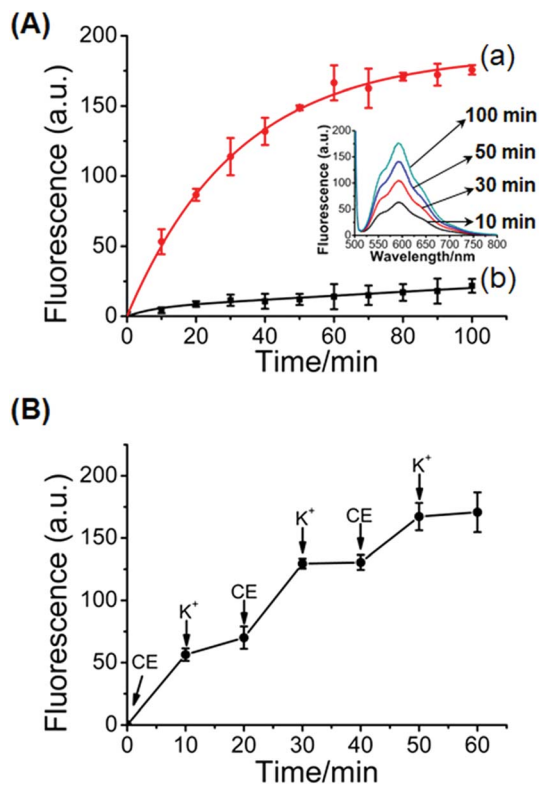 (A)
200
150
100
50
0
Fluorescence (a.u.)
0 20 40 60 80 100
Time/min
(a)
(b)
200
150
100
50
0
Fluorescence (a.u.)
500 550 600 650 700 750 800
Wavelength/nm
100 min
50 min
30 min
10 min
(B)
200
150
100
50
0
Fluorescence (a.u.)
0 10 20 30 40 50 60
Time/min
CE
K⁺
CE
K⁺
CE
K⁺